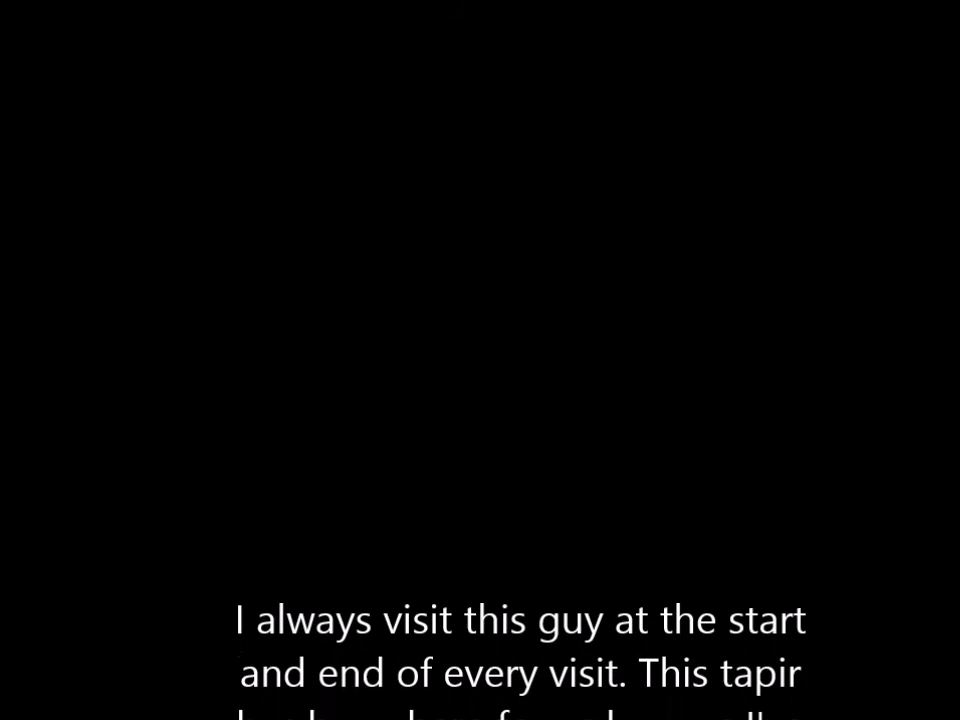 I always visit this guy at the start
and end of every visit. This tapir